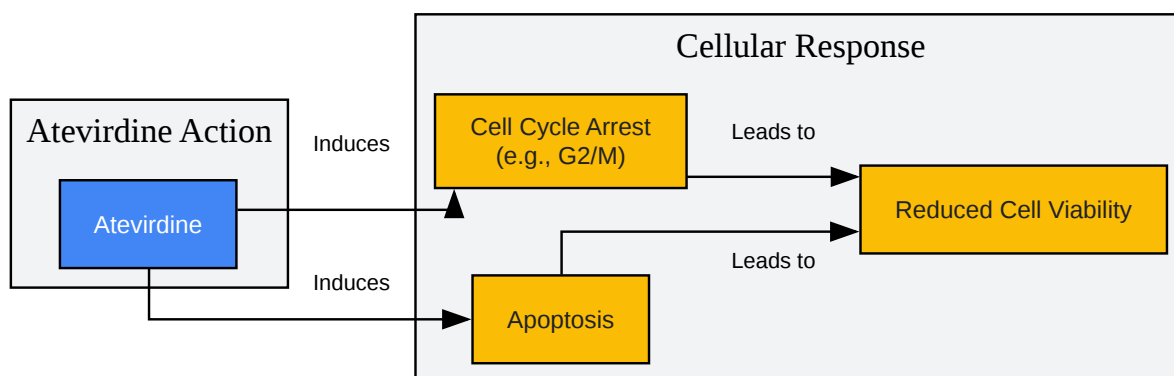 Cellular Response
Atevirdine Action
Induces
Cell Cycle Arrest
(e.g., G2/M)
Leads to
Atevirdine
Reduced Cell Viability
Induces
Leads to
Apoptosis